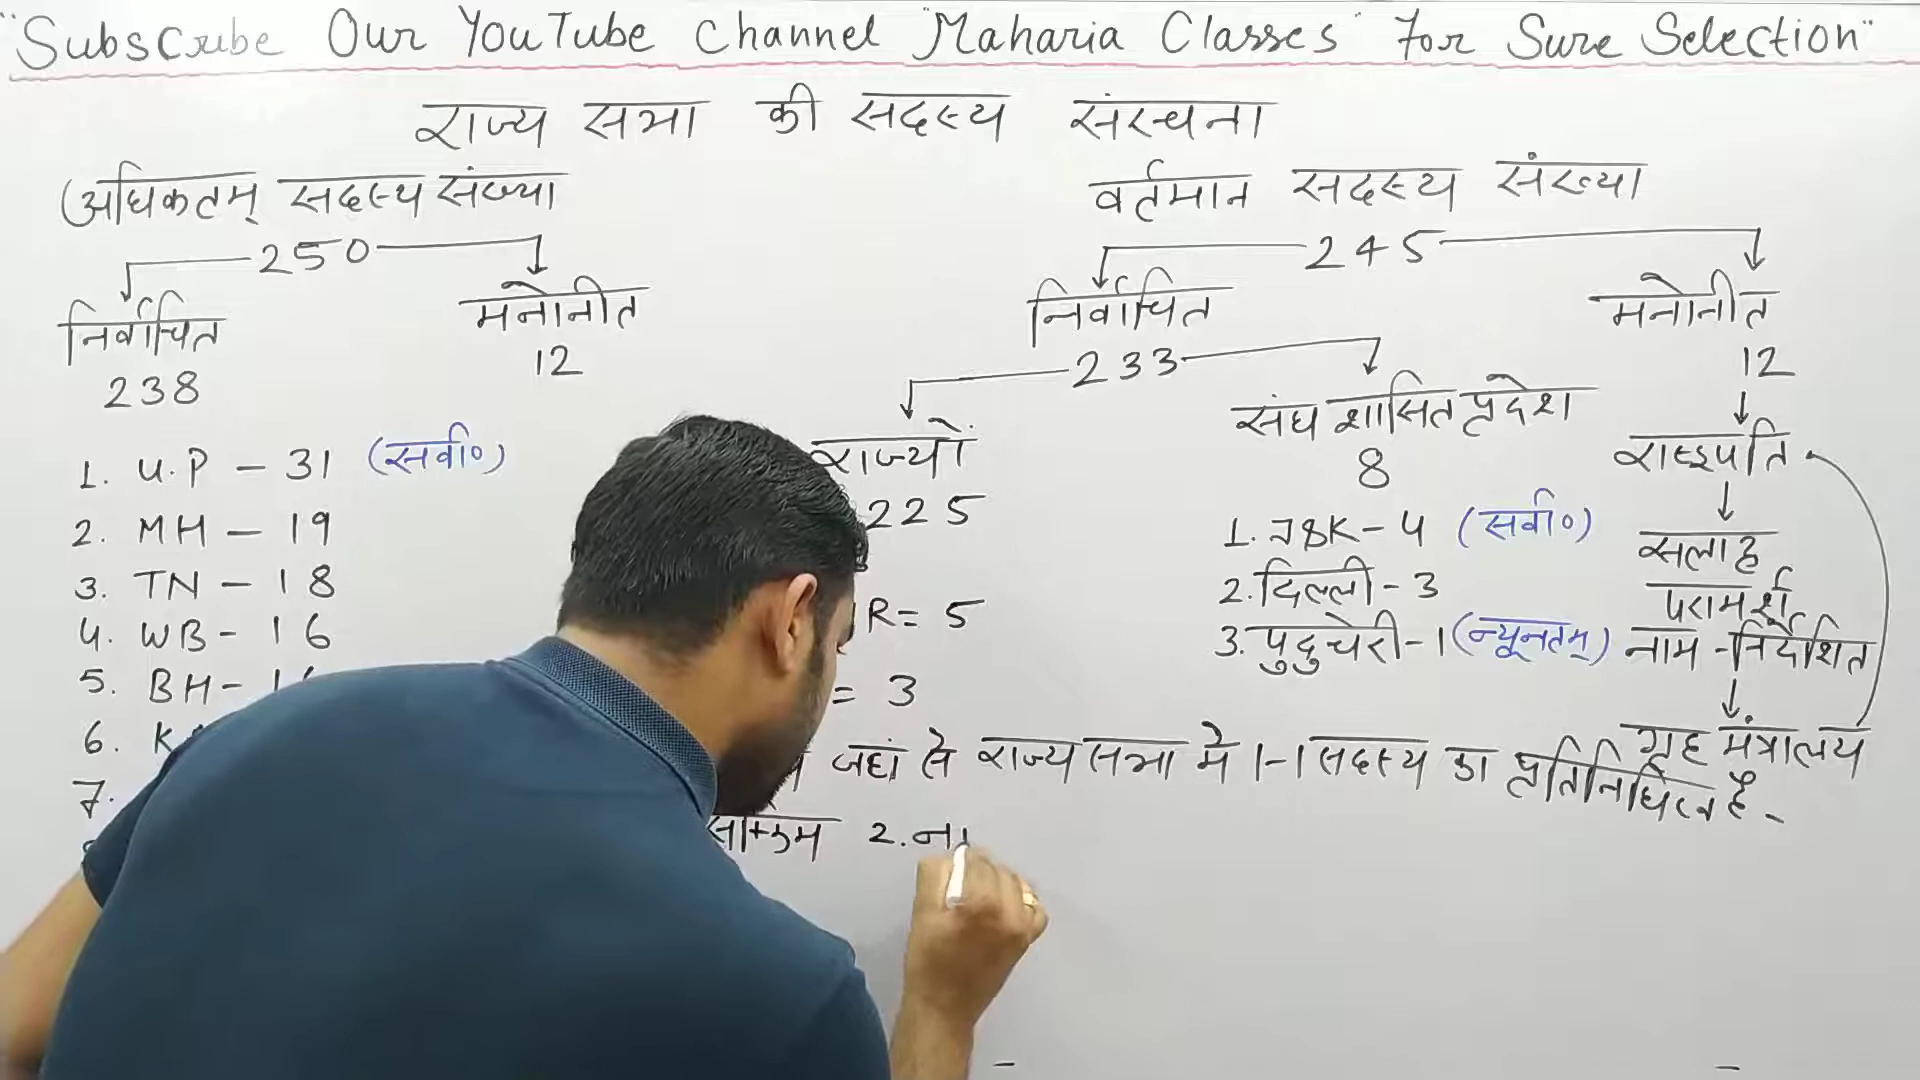 "Subscribe Our YouTube Channel "Maharia Classes" For Sure Selection"
राज्य सभा की सदस्य संरचना
अधिकतम् सदस्य संख्या
250
निर्वाचित
238
मनोनीत
12
1. U.P – 31 (सर्वा०)
2. MH – 19
3. TN – 18
4. WB – 16
5. BH –
6.
7.
वर्तमान सदस्य संख्या
245
निर्वाचित
233
मनोनीत
12
राज्यों
225
R = 5
= 3
संघ शासित प्रदेश
8
1. J&K – 4 (सर्वा०)
2. दिल्ली – 3
3. पुदुचेरी – 1 (न्यूनतम्)
राष्ट्रपति
सलाह
परामर्श
नाम – निर्देशित
गृह मंत्रालय
जहां से राज्य सभा मे 1-1 सदस्य का प्रतिनिधित्व है -
2. ना